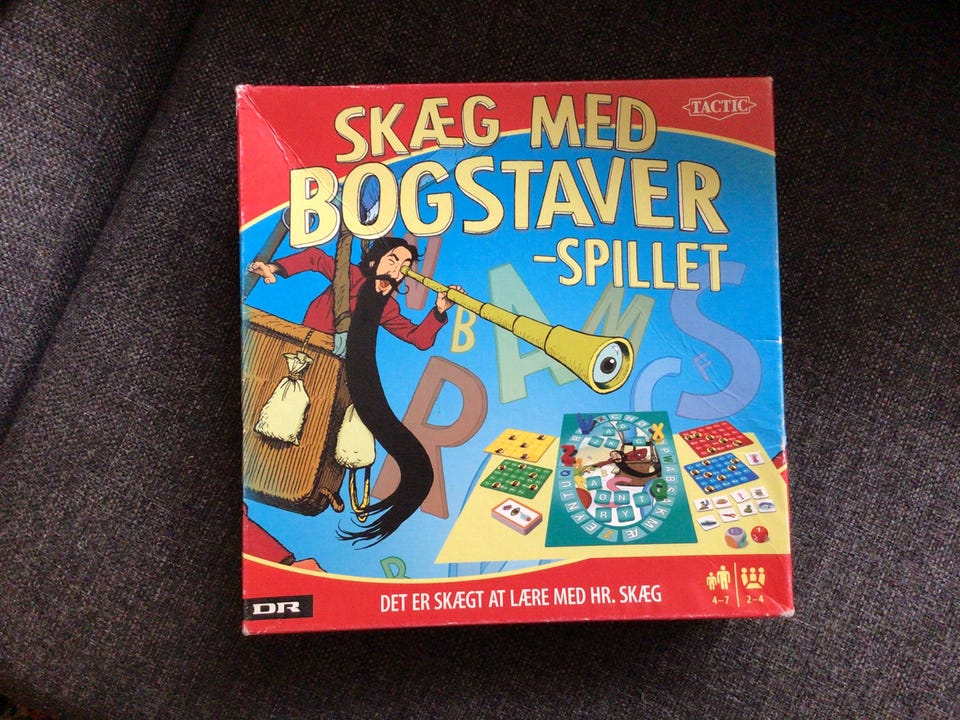 SKÆG MED
TACTIC
BOGSTAVER
-SPILLET
B A M S
R C
DET ER SKÆGT AT LÆRE MED HR. SKÆG
4-7
2-4
DR